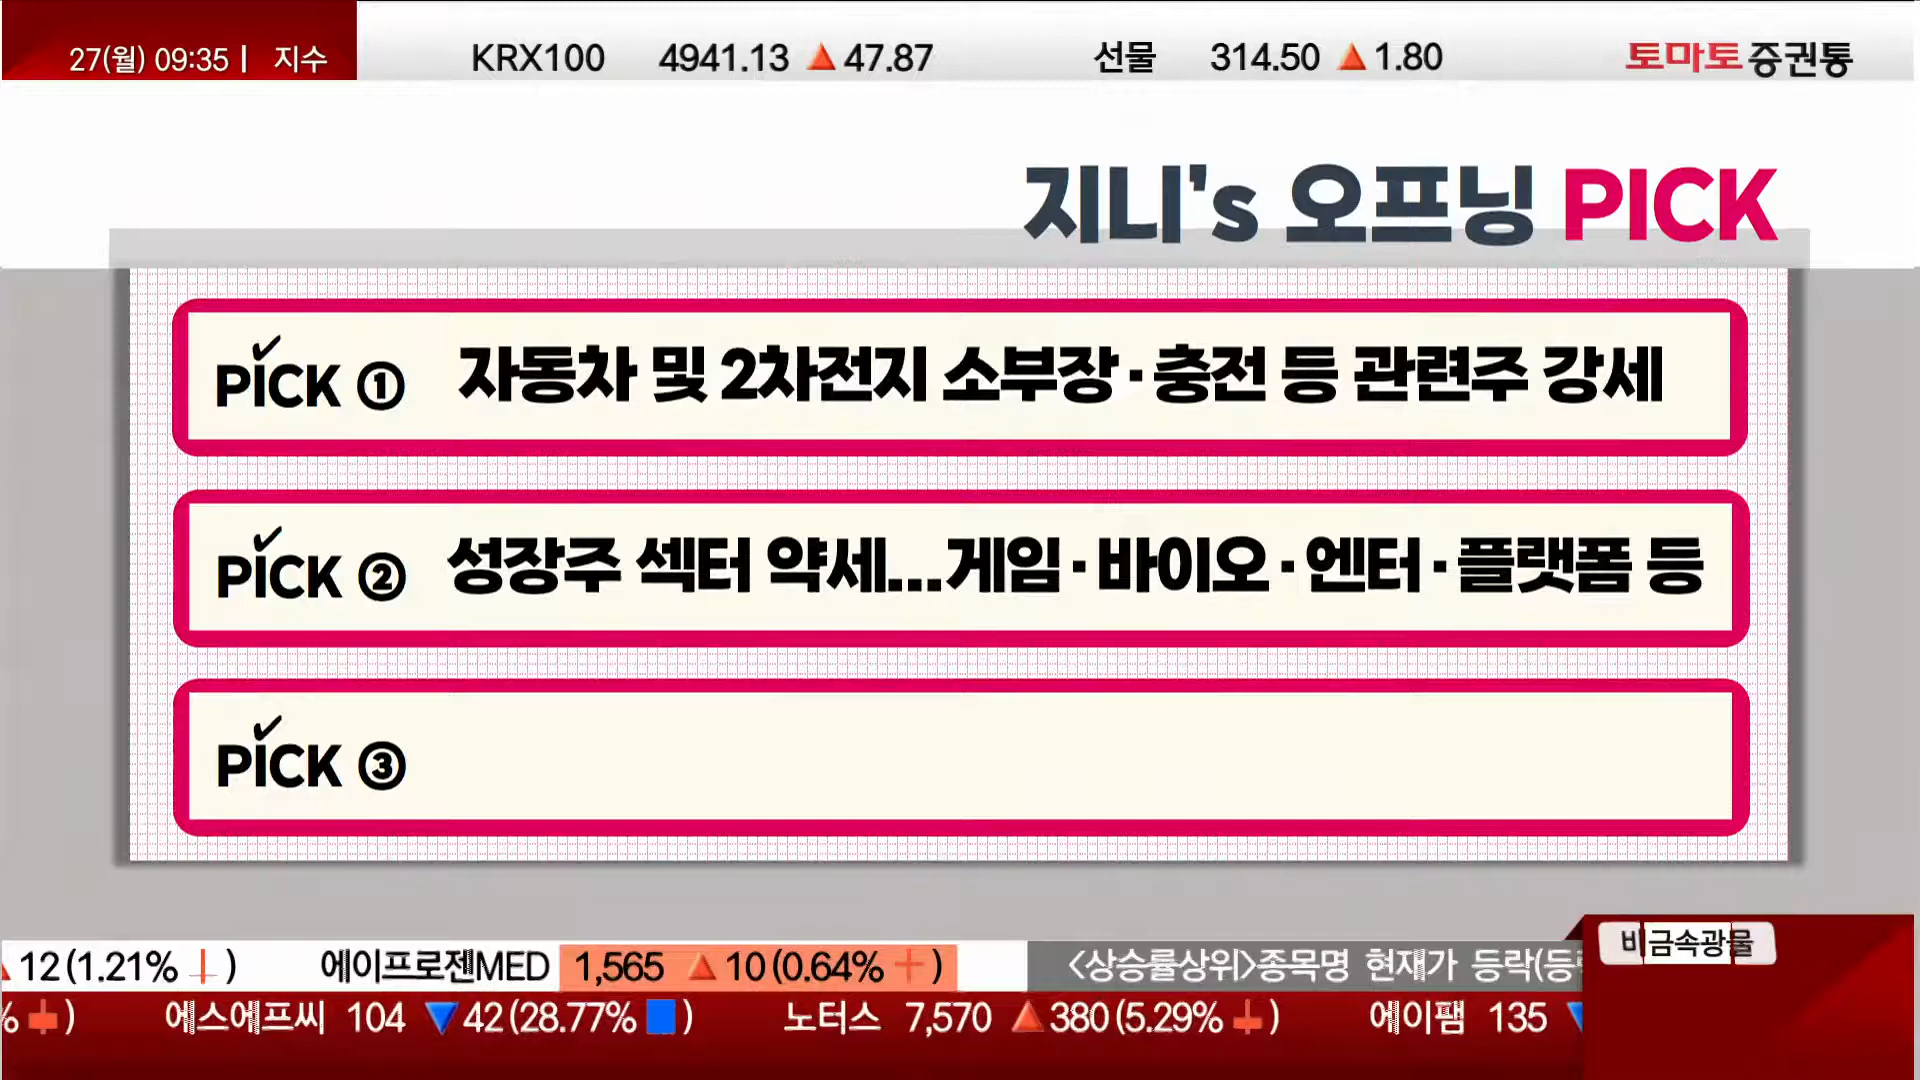 27(월) 09:35 | 지수 KRX100 4941.13 ▲ 47.87 선물 314.50 ▲ 1.80 토마토증권통
지니's 오프닝 PICK
PICK ① 자동차 및 2차전지 소부장·충전 등 관련주 강세
PICK ② 성장주 섹터 약세...게임·바이오·엔터·플랫폼 등
PICK ③
비금속광물
12(1.21% ) 에이프로젠MED 1,565 ▲ 10(0.64% ) <상승률상위>종목명 현재가 등락(등
% ) 에스에프씨 104 ▼ 42(28.77% ) 노터스 7,570 ▲ 380(5.29% ) 에이팸 135 ▼